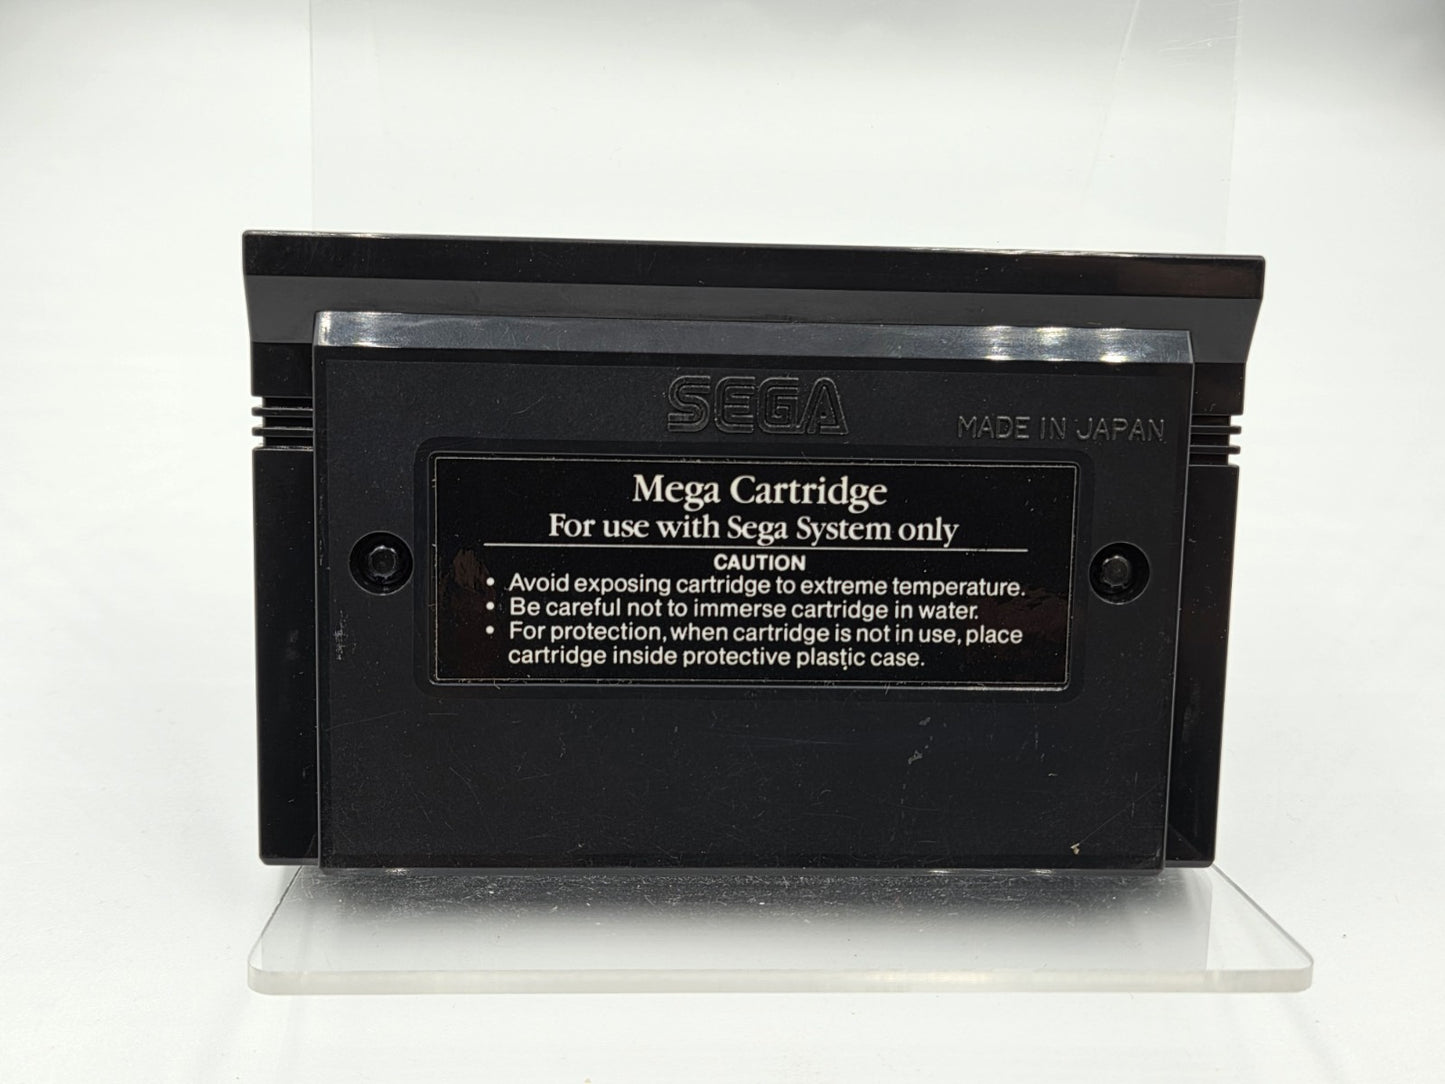 SEGA
MADE IN JAPAN
Mega Cartridge
For use with Sega System only
CAUTION
• Avoid exposing cartridge to extreme temperature.
• Be careful not to immerse cartridge in water.
• For protection, when cartridge is not in use, place
cartridge inside protective plastic case.